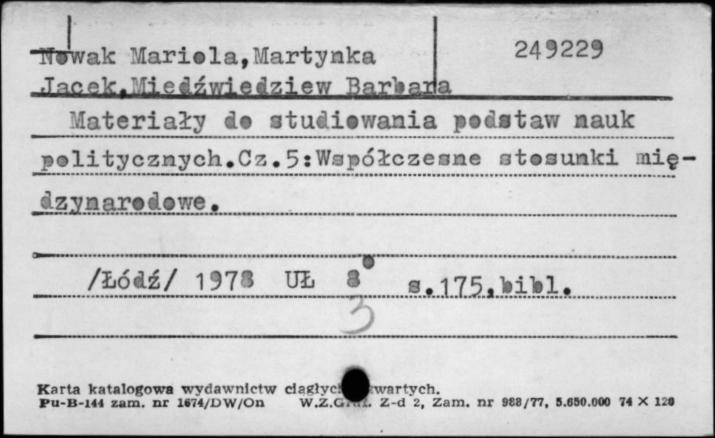 Nowak Mariola,Martynka 249229
Jacek,Miedźwiedziew Barbara
Materiały do studiowania podstaw nauk
politycznych.Cz.5:Współczesne stosunki mię-
dzynarodowe.
/Łódź/ 1978 UŁ 8° s.175,bibl.
3
Karta katalogowa wydawnictw ciągłych
Pu-B-144 zam. nr 1674/DW/On W.Z.Graf. Z-d 2, Zam. nr 988/77, 5.650.000 74 X 120